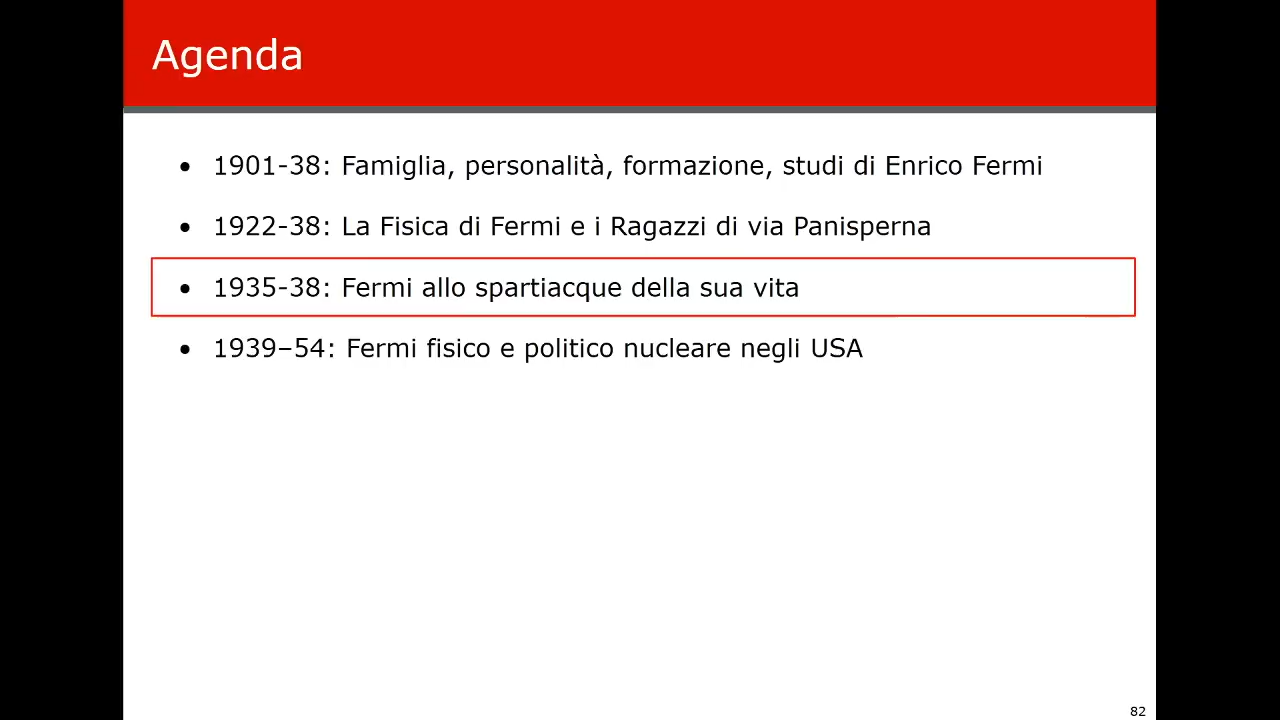 Agenda
• 1901-38: Famiglia, personalità, formazione, studi di Enrico Fermi
• 1922-38: La Fisica di Fermi e i Ragazzi di via Panisperna
• 1935-38: Fermi allo spartiacque della sua vita
• 1939–54: Fermi fisico e politico nucleare negli USA
82